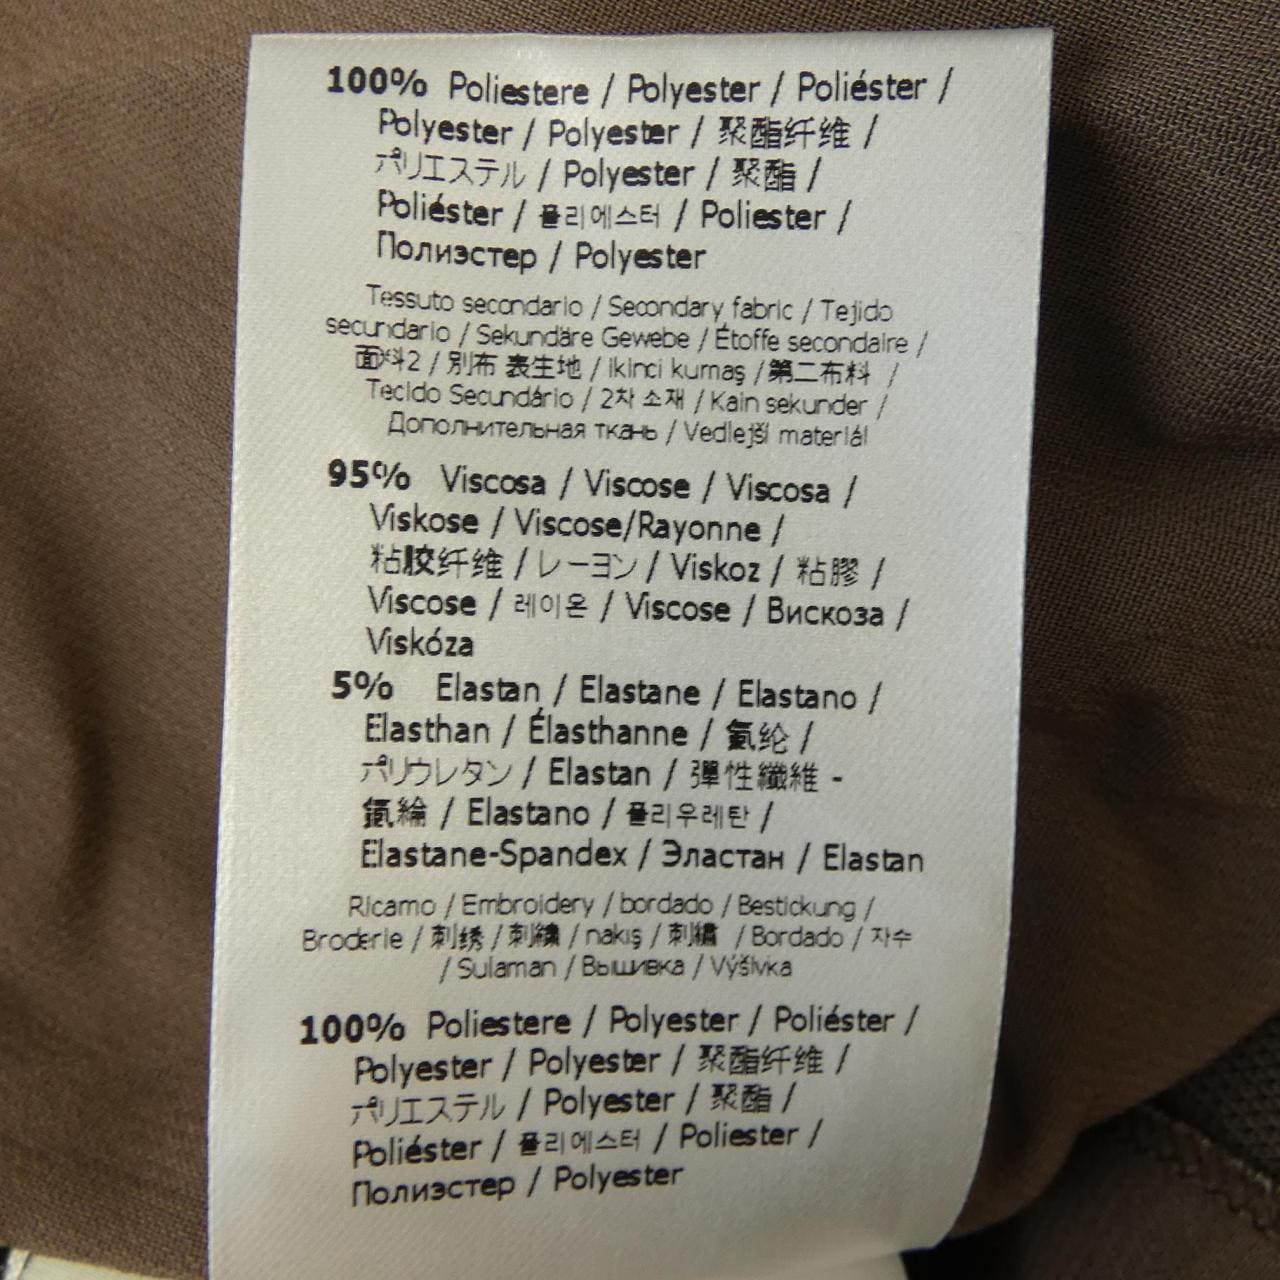 100% Poliestere / Polyester / Poliéster /
Polyester / Polyester / 聚酯纤维 /
ポリエステル / Polyester / 聚酯 /
Poliéster / 폴리에스터 / Poliester /
Полиэстер / Polyester
Tessuto secondario / Secondary fabric / Tejido
secundario / Sekundäre Gewebe / Étoffe secondaire /
面料2 / 別布 表生地 / ikinci kumaş / 第二布料 /
Tecido Secundário / 2차 소재 / Kain sekunder /
Дополнительная ткань / Vedlejší materiál
95% Viscosa / Viscose / Viscosa /
Viskose / Viscose/Rayonne /
粘胶纤维 / レーヨン / Viskoz / 粘膠 /
Viscose / 레이온 / Viscose / Вискоза /
Viskóza
5% Elastan / Elastane / Elastano /
Elasthan / Élasthanne / 氨纶 /
ポリウレタン / Elastan / 彈性纖維 -
氨綸 / Elastano / 폴리우레탄 /
Elastane-Spandex / Эластан / Elastan
Ricamo / Embroidery / bordado / Bestickung /
Broderie / 刺绣 / 刺繍 / nakış / 刺繡 / Bordado / 자수
/ Sulaman / Вышивка / Výšivka
100% Poliestere / Polyester / Poliéster /
Polyester / Polyester / 聚酯纤维 /
ポリエステル / Polyester / 聚酯 /
Poliéster / 폴리에스터 / Poliester /
Полиэстер / Polyester